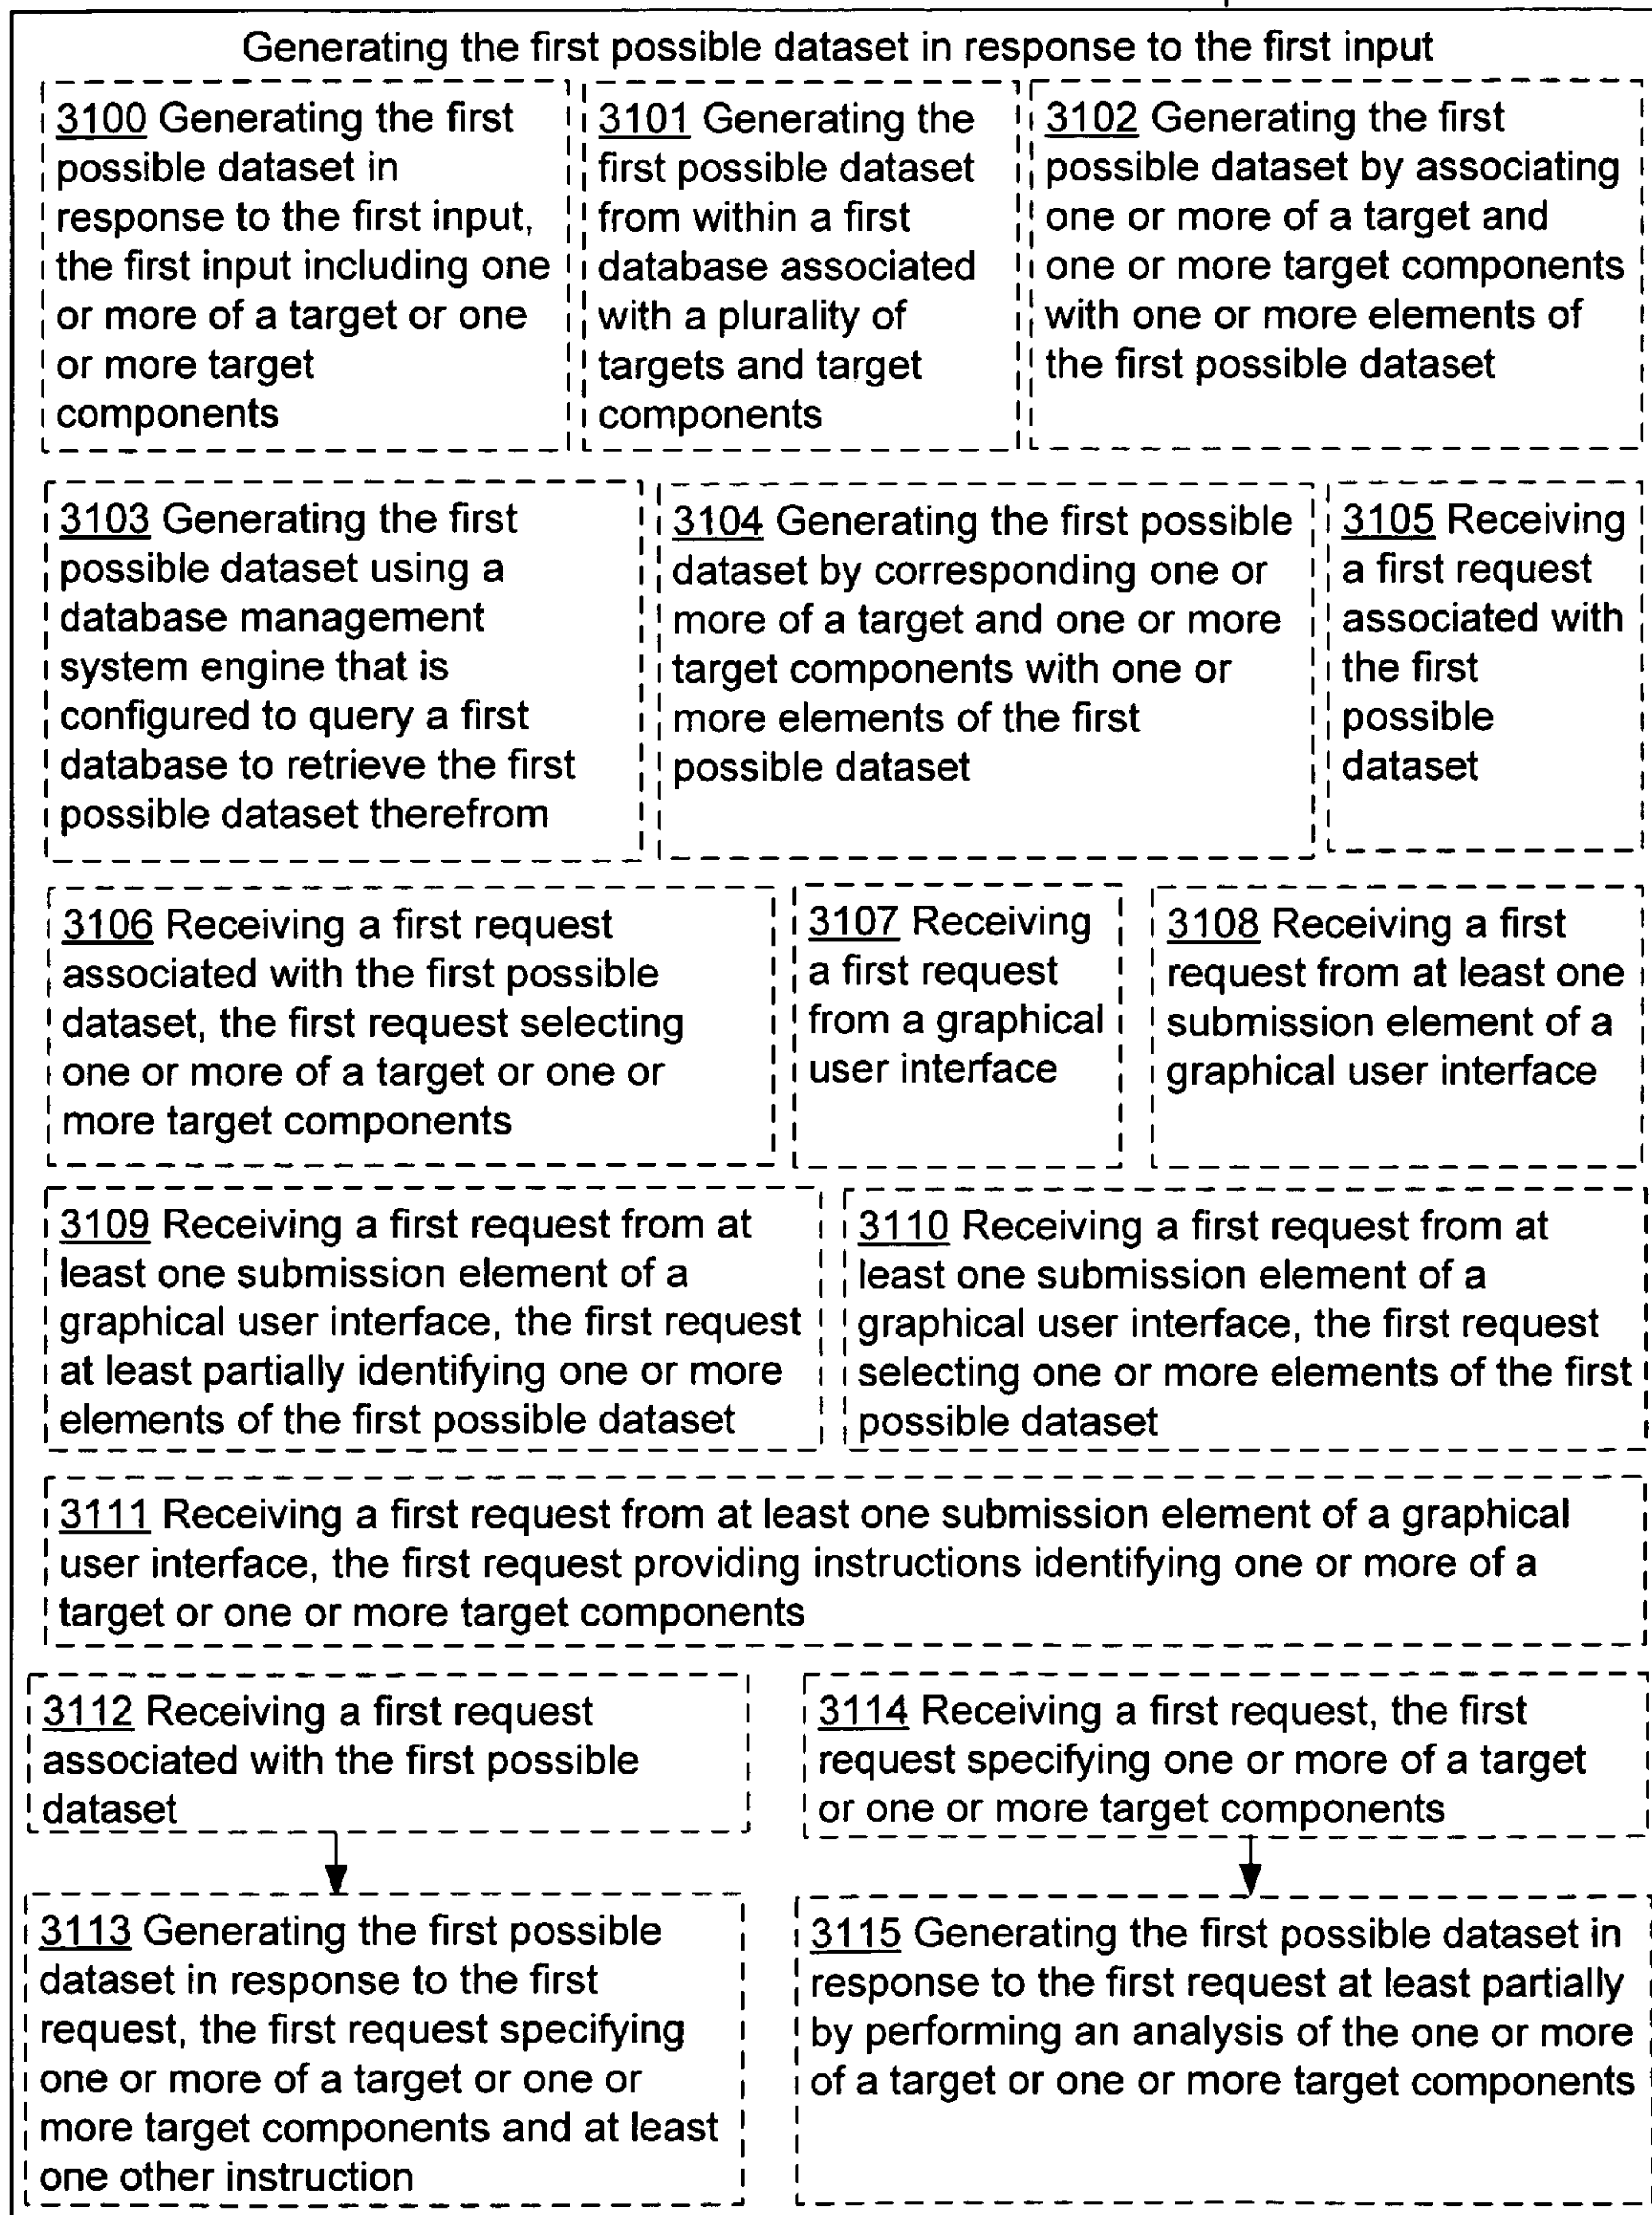 Generating the first possible dataset in response to the first input
3100 Generating the first
possible dataset in
response to the first input,
the first input including one
or more of a target or one
or more target
components
3101 Generating the
first possible dataset
from within a first
database associated
with a plurality of
targets and target
components
3102 Generating the first
possible dataset by associating
one or more of a target and
one or more target components
with one or more elements of
the first possible dataset
3103 Generating the first
possible dataset using a
database management
system engine that is
configured to query a first
database to retrieve the first
possible dataset therefrom
3104 Generating the first possible
dataset by corresponding one or
more of a target and one or more
target components with one or
more elements of the first
possible dataset
3105 Receiving
a first request
associated with
the first
possible
dataset
3106 Receiving a first request
associated with the first possible
dataset, the first request selecting
one or more of a target or one or
more target components
3107 Receiving
a first request
from a graphical
user interface
3108 Receiving a first
request from at least one
submission element of a
graphical user interface
3109 Receiving a first request from at
least one submission element of a
graphical user interface, the first request
at least partially identifying one or more
elements of the first possible dataset
3110 Receiving a first request from at
least one submission element of a
graphical user interface, the first request
selecting one or more elements of the first
possible dataset
3111 Receiving a first request from at least one submission element of a graphical
user interface, the first request providing instructions identifying one or more of a
target or one or more target components
3112 Receiving a first request
associated with the first possible
dataset
3114 Receiving a first request, the first
request specifying one or more of a target
or one or more target components
3113 Generating the first possible
dataset in response to the first
request, the first request specifying
one or more of a target or one or
more target components and at least
one other instruction
3115 Generating the first possible dataset in
response to the first request at least partially
by performing an analysis of the one or more
of a target or one or more target components